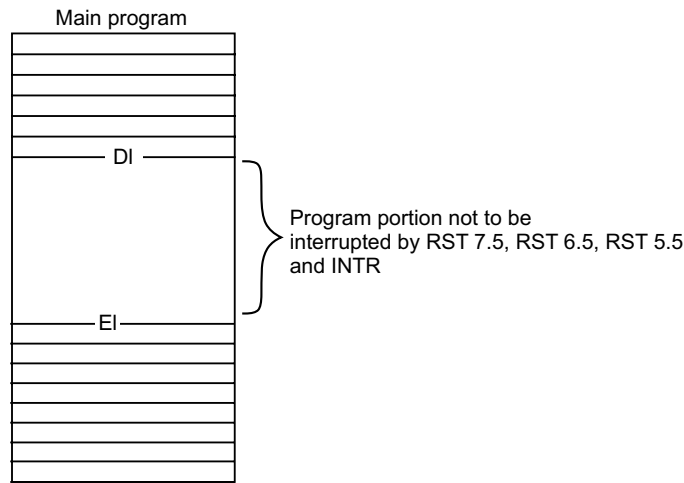 Main program
DI
Program portion not to be
interrupted by RST 7.5, RST 6.5, RST 5.5
and INTR
EI